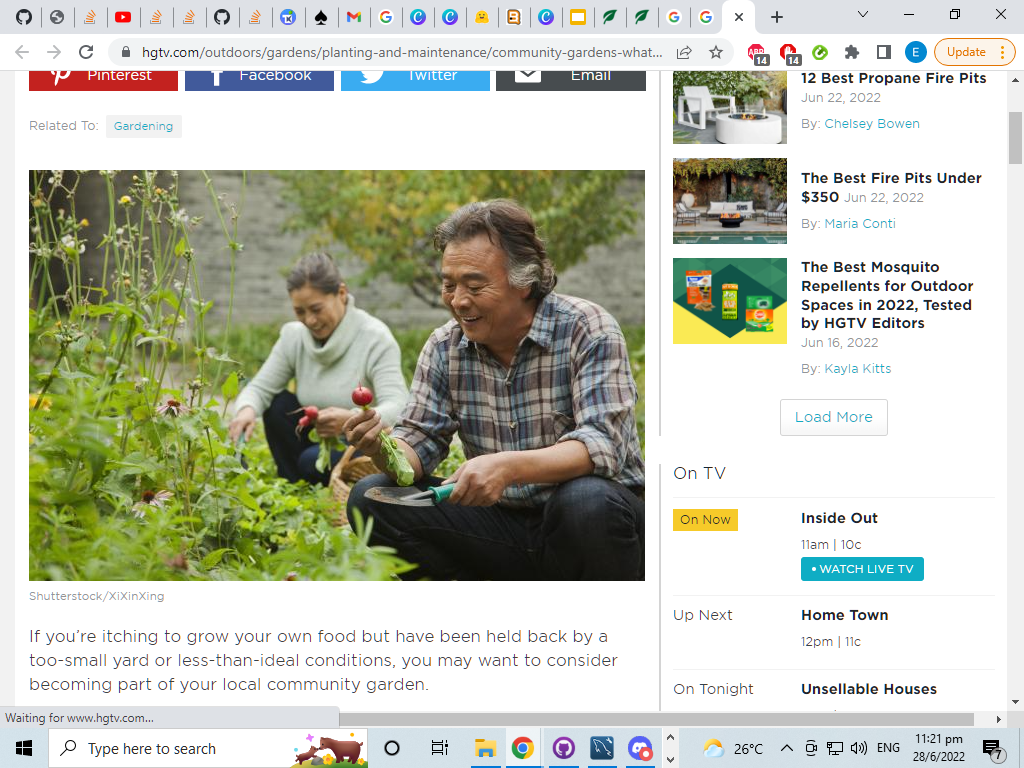 hgtv.com/outdoors/gardens/planting-and-maintenance/community-gardens-what...
ABP
14
14
E
Update
Pinterest
Facebook
Twitter
Email
Related To:
Gardening
Shutterstock/XiXinXing
If you're itching to grow your own food but have been held back by a
too-small yard or less-than-ideal conditions, you may want to consider
becoming part of your local community garden.
12 Best Propane Fire Pits
Jun 22, 2022
By: Chelsey Bowen
The Best Fire Pits Under
$350 Jun 22, 2022
By: Maria Conti
The Best Mosquito
Repellents for Outdoor
Spaces in 2022, Tested
by HGTV Editors
Jun 16, 2022
By: Kayla Kitts
Load More
On TV
On Now
Inside Out
11am | 10c
• WATCH LIVE TV
Up Next
Home Town
12pm | 11c
On Tonight
Unsellable Houses
Waiting for www.hgtv.com...
Type here to search
26°C
ENG
11:21 pm
28/6/2022
7